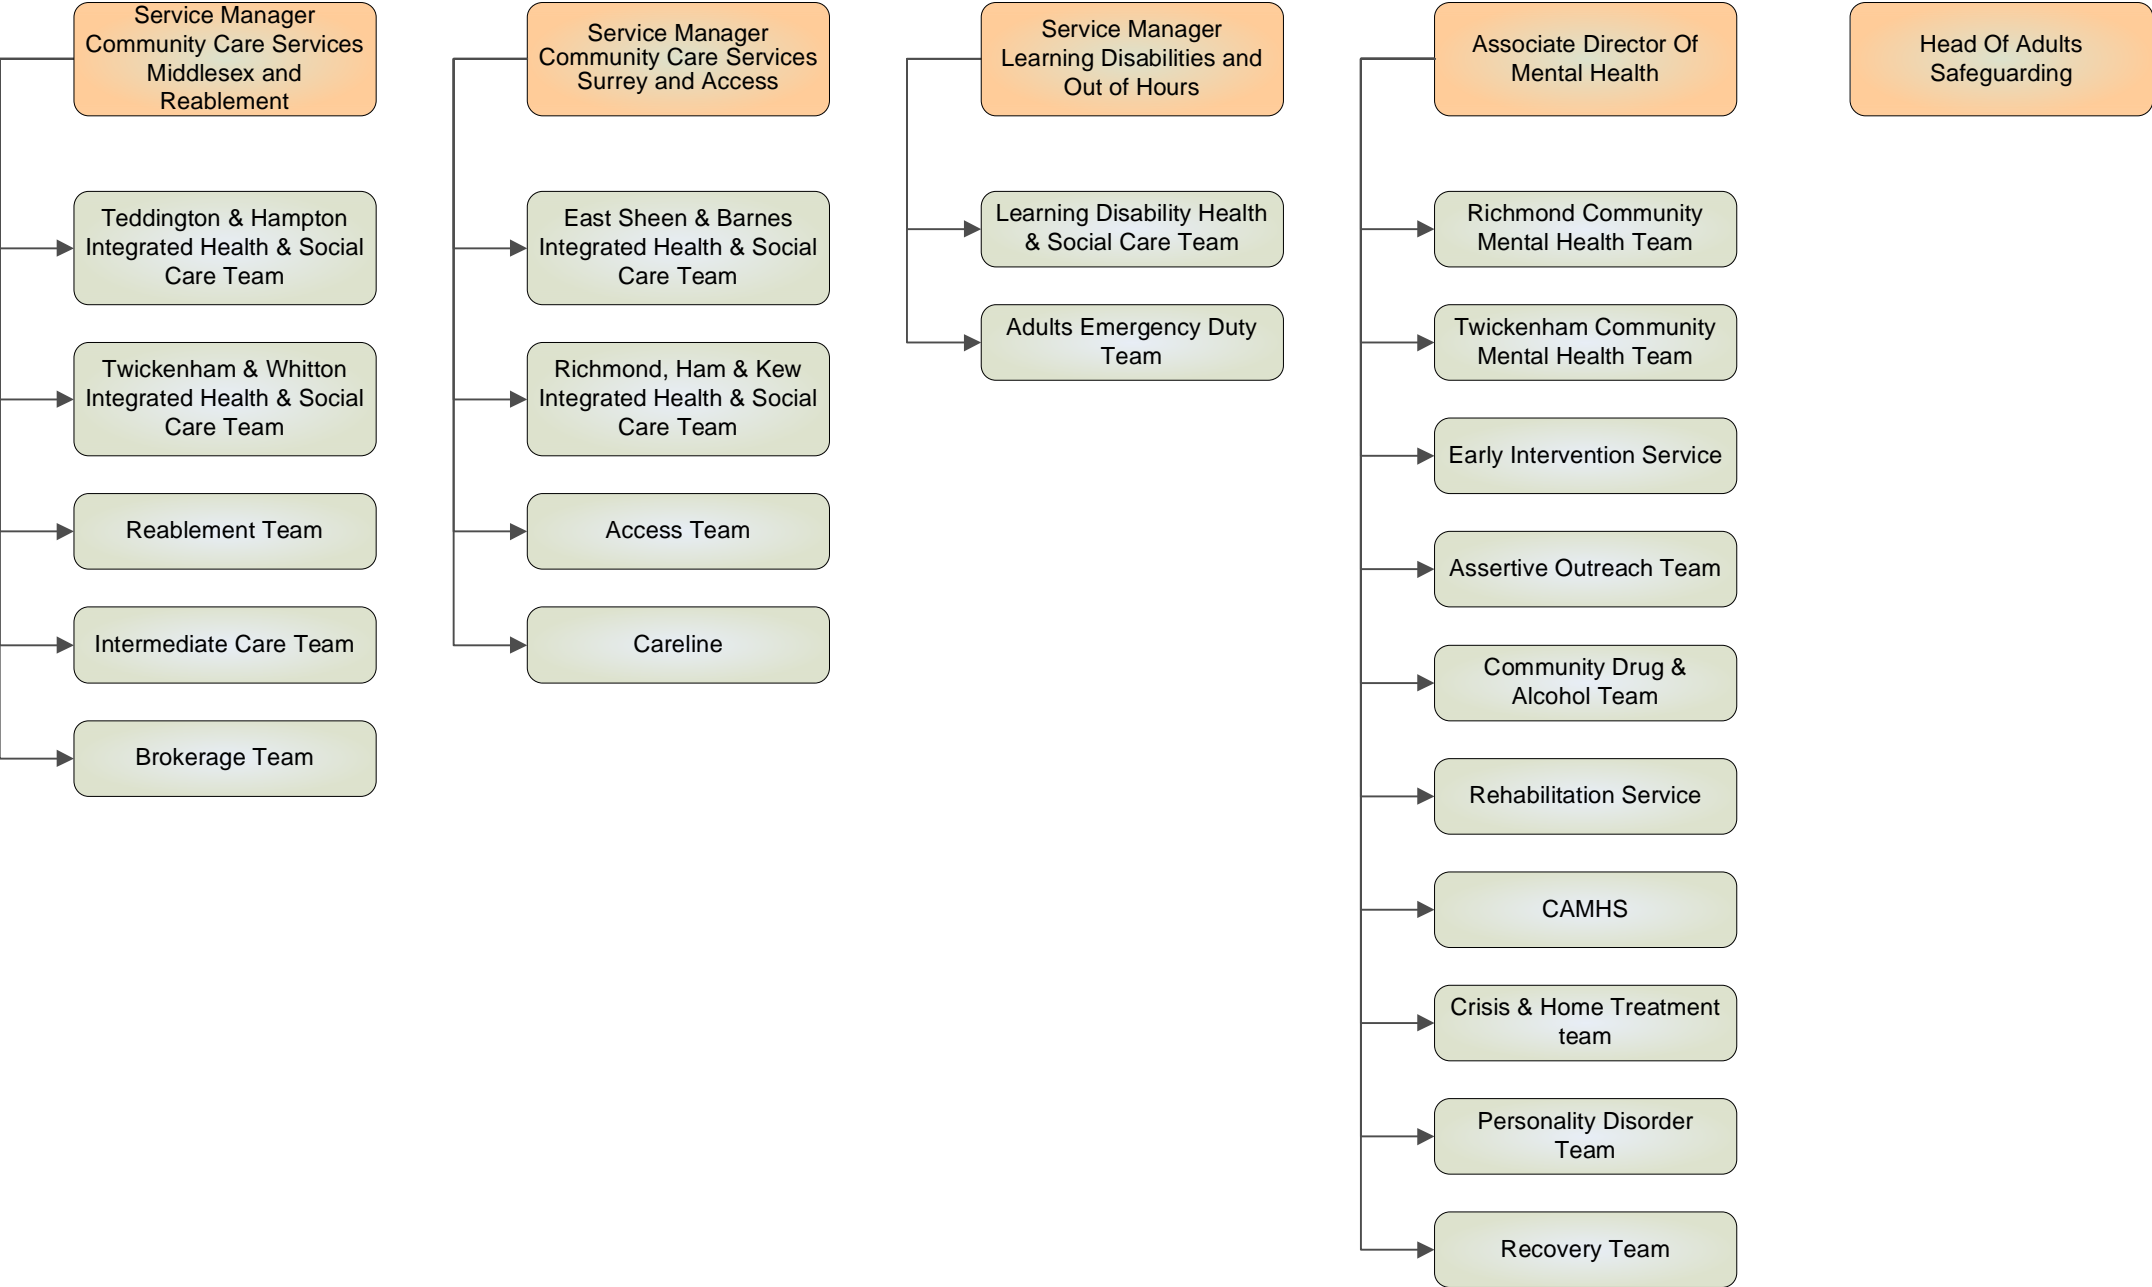 Service Manager
Community Care Services
Middlesex and
Reablement
Teddington & Hampton
Integrated Health & Social
Care Team
Twickenham & Whitton
Integrated Health & Social
Care Team
Reablement Team
Intermediate Care Team
Brokerage Team
Service Manager
Community Care Services
Surrey and Access
East Sheen & Barnes
Integrated Health & Social
Care Team
Richmond, Ham & Kew
Integrated Health & Social
Care Team
Access Team
Careline
Service Manager
Learning Disabilities and
Out of Hours
Learning Disability Health
& Social Care Team
Adults Emergency Duty
Team
Associate Director Of
Mental Health
Richmond Community
Mental Health Team
Twickenham Community
Mental Health Team
Early Intervention Service
Assertive Outreach Team
Community Drug &
Alcohol Team
Rehabilitation Service
CAMHS
Crisis & Home Treatment
team
Personality Disorder
Team
Recovery Team
Head Of Adults
Safeguarding